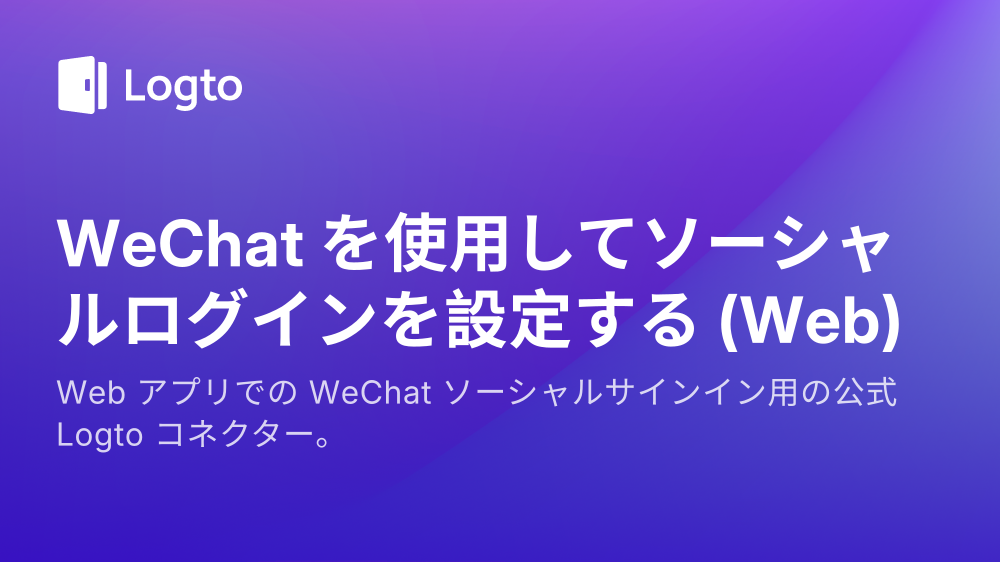 Logto
WeChat を使用してソーシャ
ルログインを設定する (Web)
Web アプリでの WeChat ソーシャルサインイン用の公式
Logto コネクター。